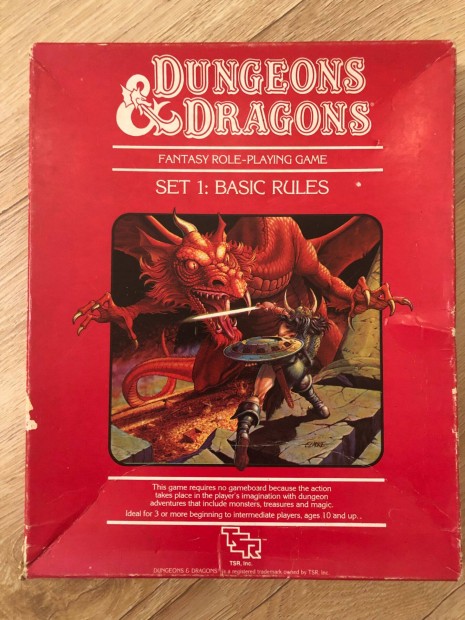 DUNGEONS
& DRAGONS®
FANTASY ROLE-PLAYING GAME
SET 1: BASIC RULES
ELMORE
This game requires no gameboard because the action
takes place in the player's imagination with dungeon
adventures that include monsters, treasures and magic.
Ideal for 3 or more beginning to intermediate players, ages 10 and up.
TSR
TSR, Inc.
DUNGEONS & DRAGONS® is a registered trademark owned by TSR, Inc.